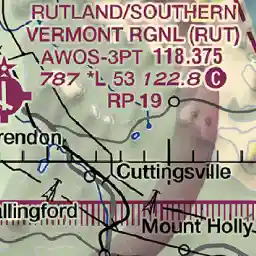 RUTLAND/SOUTHERN
VERMONT RGNL (RUT)
AWOS-3PT 118.375
787 *L 53 122.8 C
RP 19
rendon
Cuttingsville
allingford
Mount Holly